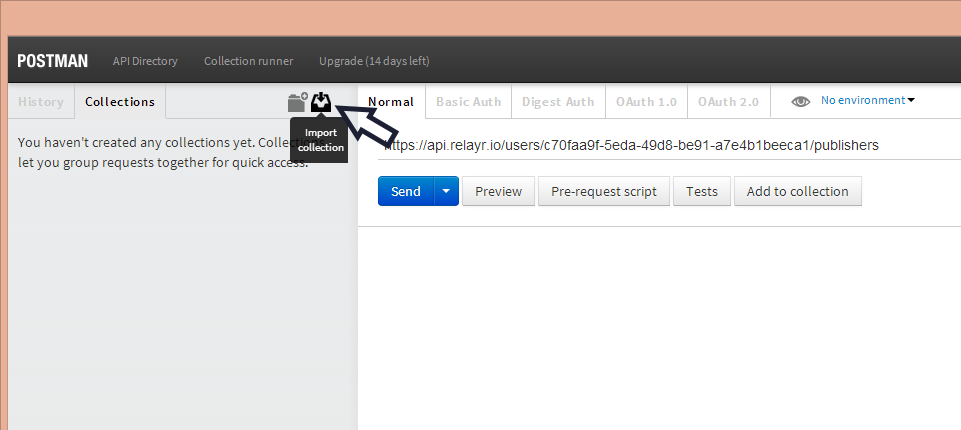 POSTMAN API Directory Collection runner Upgrade (14 days left)
History Collections Normal Basic Auth Digest Auth OAuth 1.0 OAuth 2.0 No environment
Import
collection
You haven't created any collections yet. Collections
let you group requests together for quick access.
https://api.relayr.io/users/c70faa9f-5eda-49d8-be91-a7e4b1beeca1/publishers
Send Preview Pre-request script Tests Add to collection